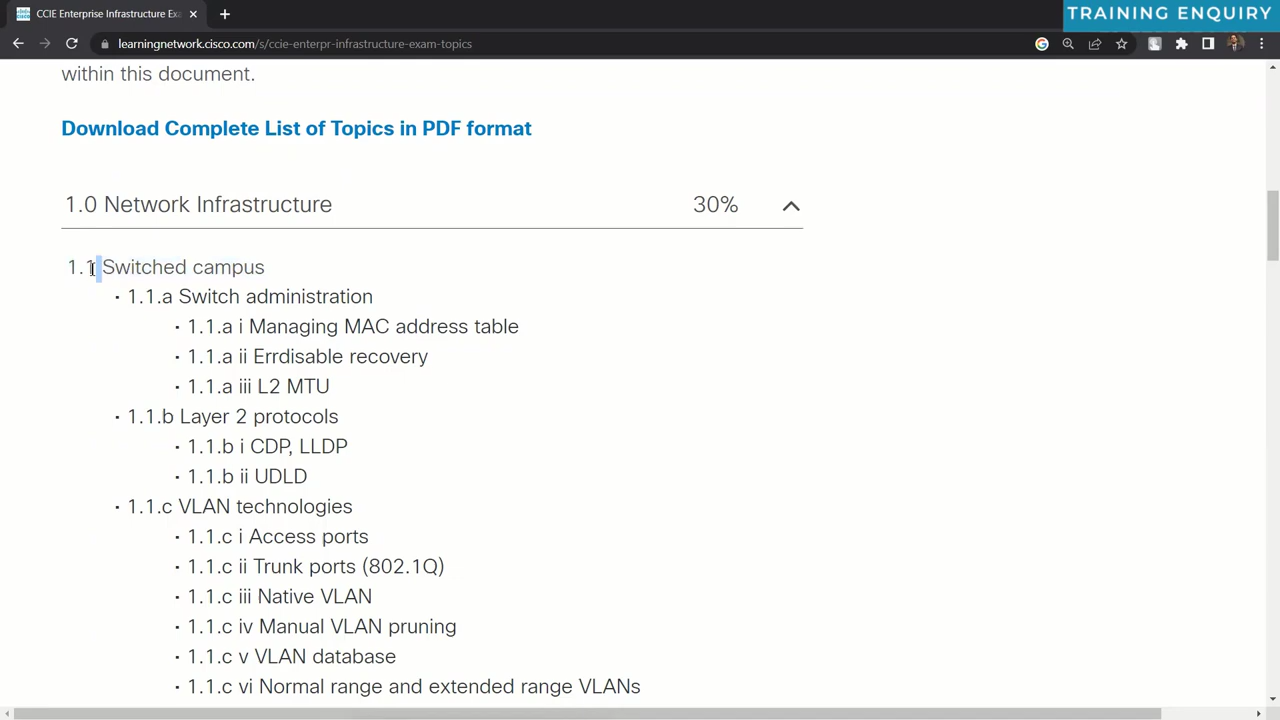 CCIE Enterprise Infrastructure Exa
TRAINING ENQUIRY
learningnetwork.cisco.com/s/ccie-enterpr-infrastructure-exam-topics
within this document.
Download Complete List of Topics in PDF format
1.0 Network Infrastructure 30%
1.1 Switched campus
· 1.1.a Switch administration
· 1.1.a i Managing MAC address table
· 1.1.a ii Errdisable recovery
· 1.1.a iii L2 MTU
· 1.1.b Layer 2 protocols
· 1.1.b i CDP, LLDP
· 1.1.b ii UDLD
· 1.1.c VLAN technologies
· 1.1.c i Access ports
· 1.1.c ii Trunk ports (802.1Q)
· 1.1.c iii Native VLAN
· 1.1.c iv Manual VLAN pruning
· 1.1.c v VLAN database
· 1.1.c vi Normal range and extended range VLANs